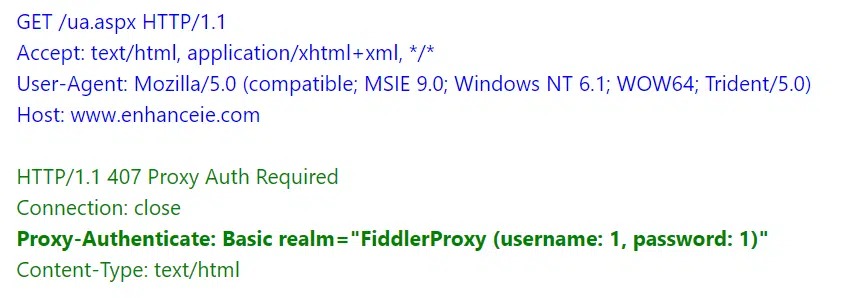 GET /ua.aspx HTTP/1.1
Accept: text/html, application/xhtml+xml, */*
User-Agent: Mozilla/5.0 (compatible; MSIE 9.0; Windows NT 6.1; WOW64; Trident/5.0)
Host: www.enhanceie.com
HTTP/1.1 407 Proxy Auth Required
Connection: close
Proxy-Authenticate: Basic realm="FiddlerProxy (username: 1, password: 1)"
Content-Type: text/html